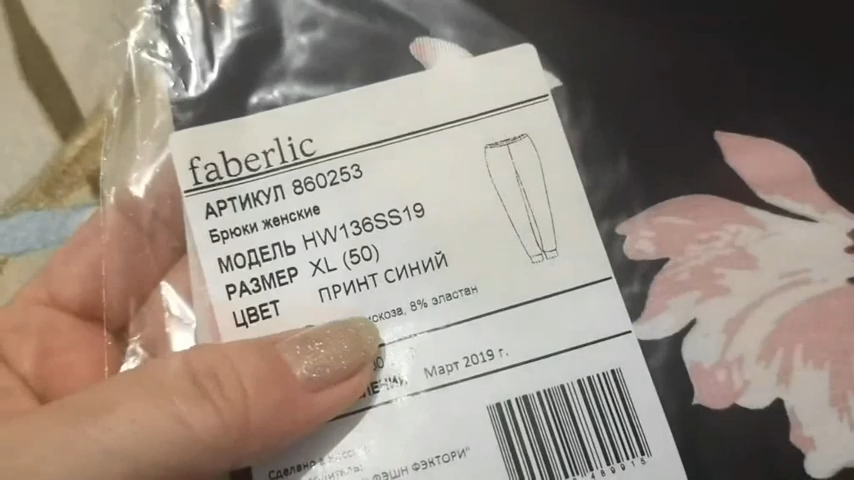 faberlic
АРТИКУЛ 860253
Брюки женские
МОДЕЛЬ HW136SS19
РАЗМЕР XL (50)
ЦВЕТ ПРИНТ СИНИЙ
8% эластан
Март 2019 г.
Сделано в
ФЭШН ФЭКТОРИ"